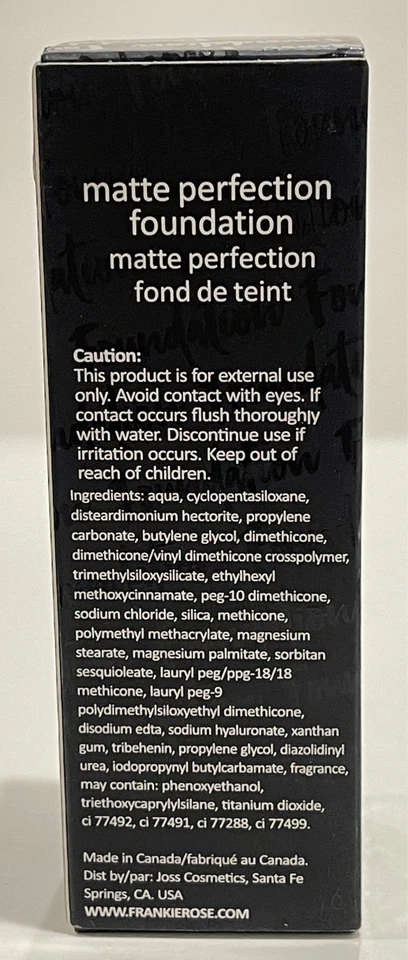 matte perfection
foundation
matte perfection
fond de teint
Caution:
This product is for external use
only. Avoid contact with eyes. If
contact occurs flush thoroughly
with water. Discontinue use if
irritation occurs. Keep out of
reach of children.
Ingredients: aqua, cyclopentasiloxane,
disteardimonium hectorite, propylene
carbonate, butylene glycol, dimethicone,
dimethicone/vinyl dimethicone crosspolymer,
trimethylsiloxysilicate, ethylhexyl
methoxycinnamate, peg-10 dimethicone,
sodium chloride, silica, methicone,
polymethyl methacrylate, magnesium
stearate, magnesium palmitate, sorbitan
sesquioleate, lauryl peg/ppg-18/18
methicone, lauryl peg-9
polydimethylsiloxyethyl dimethicone,
disodium edta, sodium hyaluronate, xanthan
gum, tribehenin, propylene glycol, diazolidinyl
urea, iodopropynyl butylcarbamate, fragrance,
may contain: phenoxyethanol,
triethoxycaprylylsilane, titanium dioxide,
ci 77492, ci 77491, ci 77288, ci 77499.
Made in Canada/fabriqué au Canada.
Dist by/par: Joss Cosmetics, Santa Fe
Springs, CA. USA
WWW.FRANKIEROSE.COM